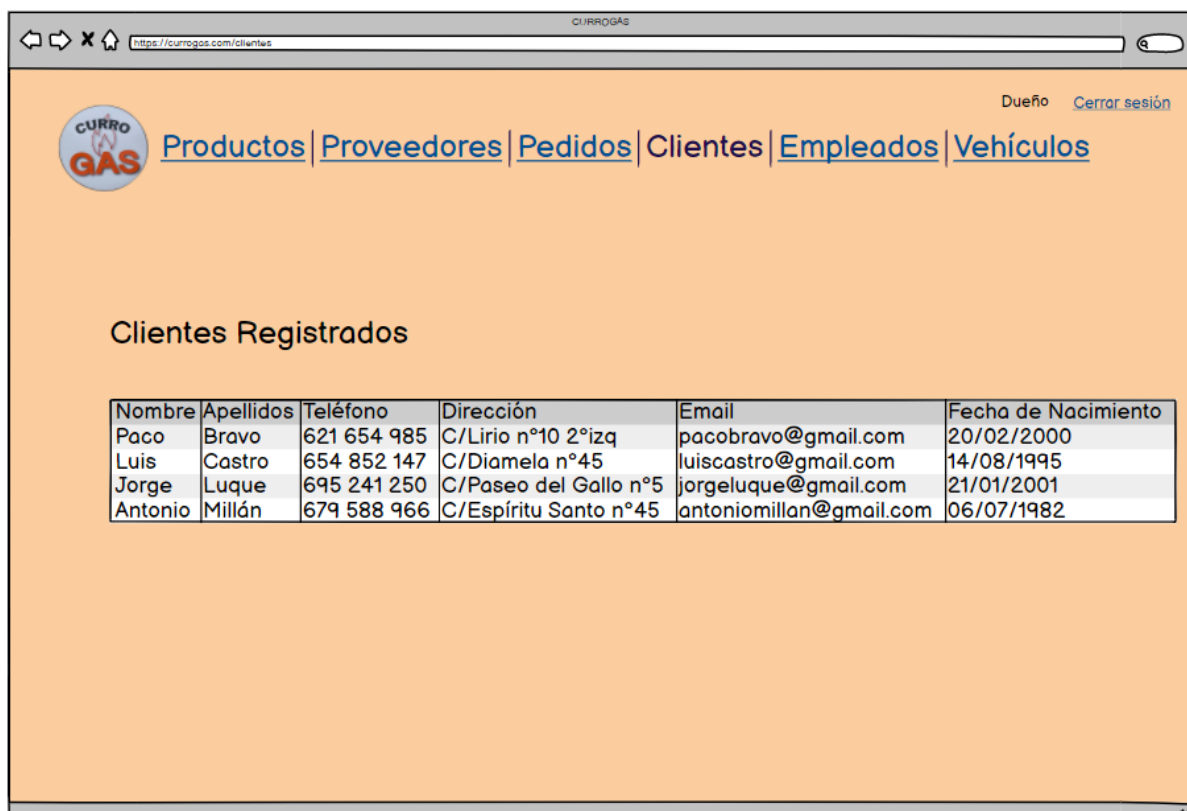 CURROGAS
https://currogas.com/clientes
Dueño Cerrar sesión
CURRO
GAS
Productos|Proveedores|Pedidos|Clientes|Empleados|Vehículos
Clientes Registrados
Nombre Apellidos Teléfono Dirección Email Fecha de Nacimiento
Paco Bravo 621 654 985 C/Lirio nº10 2ºizq pacobravo@gmail.com 20/02/2000
Luis Castro 654 852 147 C/Diamela nº45 luiscastro@gmail.com 14/08/1995
Jorge Luque 695 241 250 C/Paseo del Gallo nº5 jorgeluque@gmail.com 21/01/2001
Antonio Millán 679 588 966 C/Espíritu Santo nº45 antoniomillan@gmail.com 06/07/1982